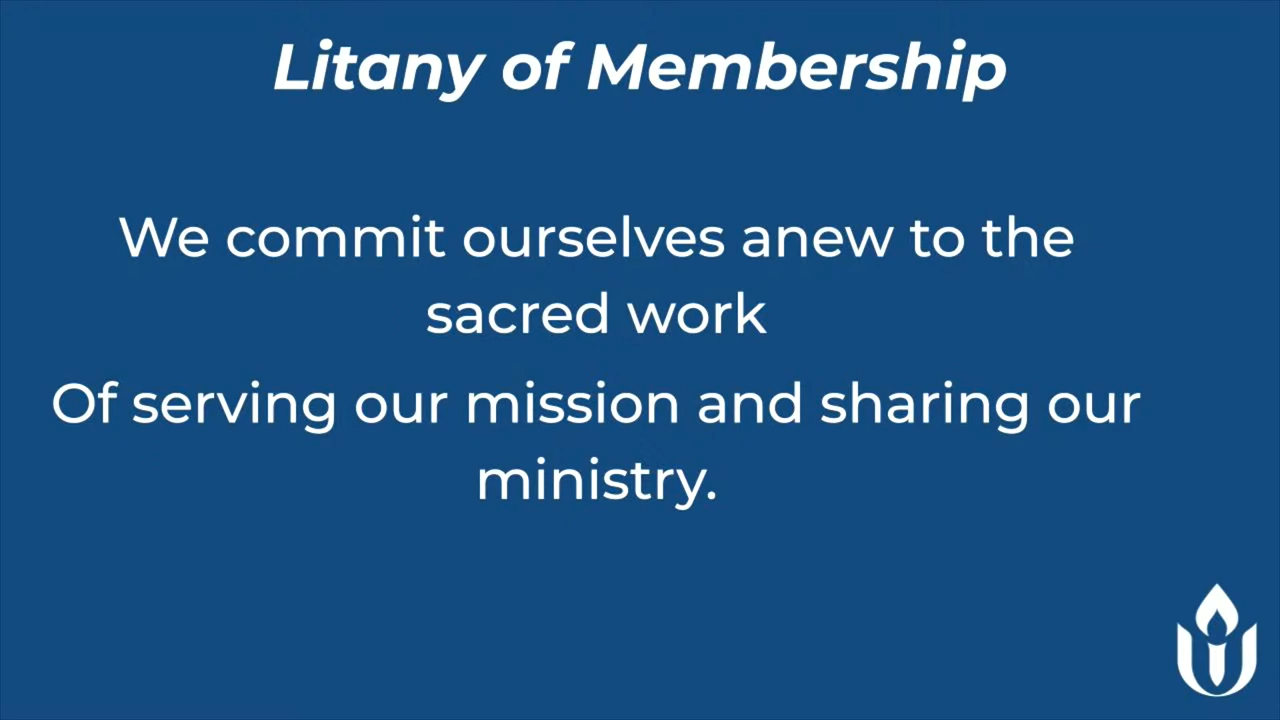 Litany of Membership
We commit ourselves anew to the
sacred work
Of serving our mission and sharing our
ministry.